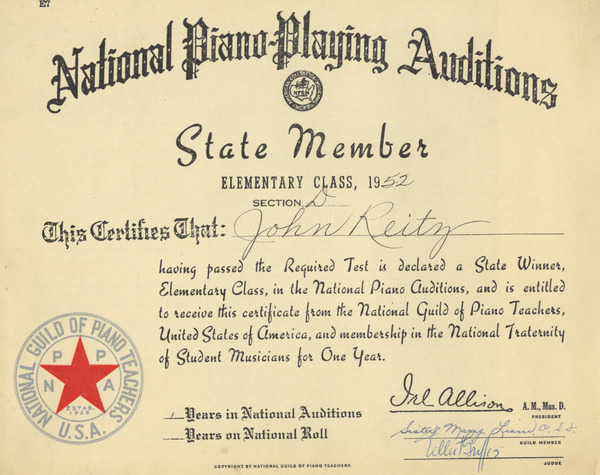 E7
National Piano-Playing Auditions
State Member
ELEMENTARY CLASS, 1952
SECTION D
This Certifies That: John Reitz
having passed the Required Test is declared a State Winner,
Elementary Class, in the National Piano Auditions, and is entitled
to receive this certificate from the National Guild of Piano Teachers,
United States of America, and membership in the National Fraternity
of Student Musicians for One Year.
NATIONAL GUILD OF PIANO TEACHERS
U.S.A.
N P P A
ESTAB.
1929
1 Years in National Auditions
Years on National Roll
Irl Allison A. M., Mus. D.
PRESIDENT
Sister Mary
GUILD MEMBER
JUDGE
COPYRIGHT BY NATIONAL GUILD OF PIANO TEACHERS